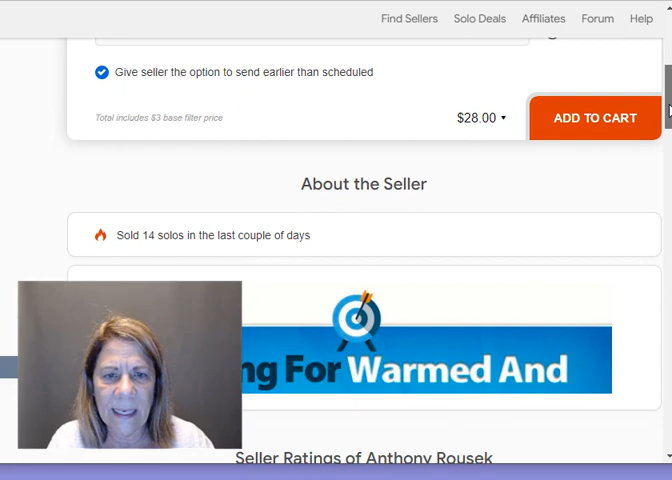 Find Sellers Solo Deals Affiliates Forum Help
Give seller the option to send earlier than scheduled
Total includes $3 base filter price
$28.00
ADD TO CART
About the Seller
Sold 14 solos in the last couple of days
ng For Warmed And
Seller Ratings of Anthony Rousek